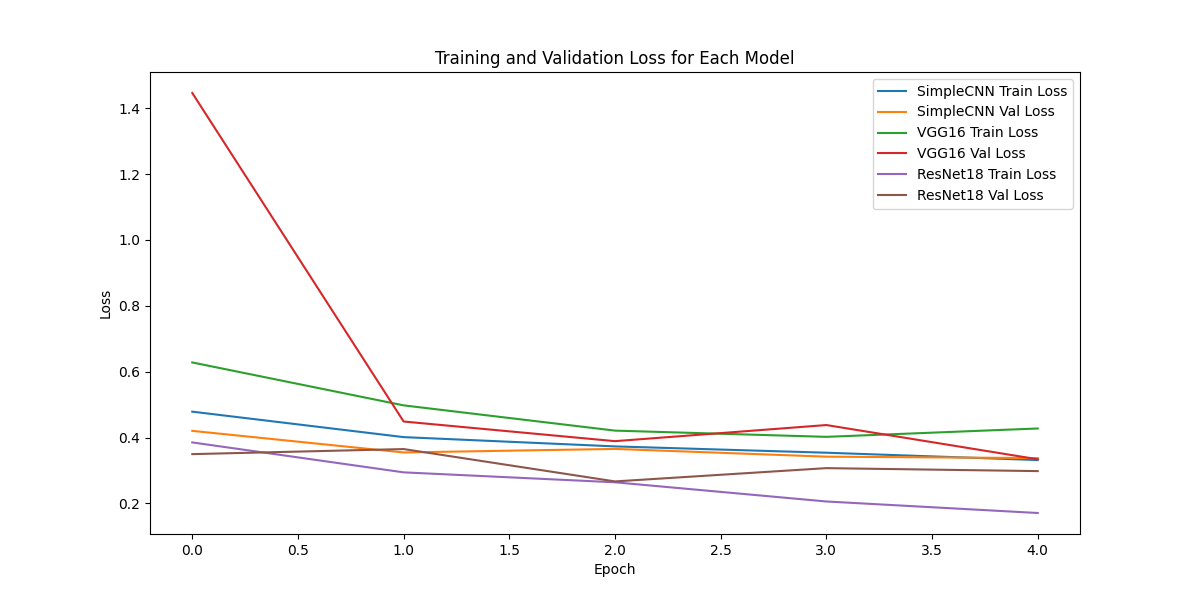 Training and Validation Loss for Each Model
SimpleCNN Train Loss
SimpleCNN Val Loss
VGG16 Train Loss
VGG16 Val Loss
ResNet18 Train Loss
ResNet18 Val Loss
Loss
1.4
1.2
1.0
0.8
0.6
0.4
0.2
0.0 0.5 1.0 1.5 2.0 2.5 3.0 3.5 4.0
Epoch